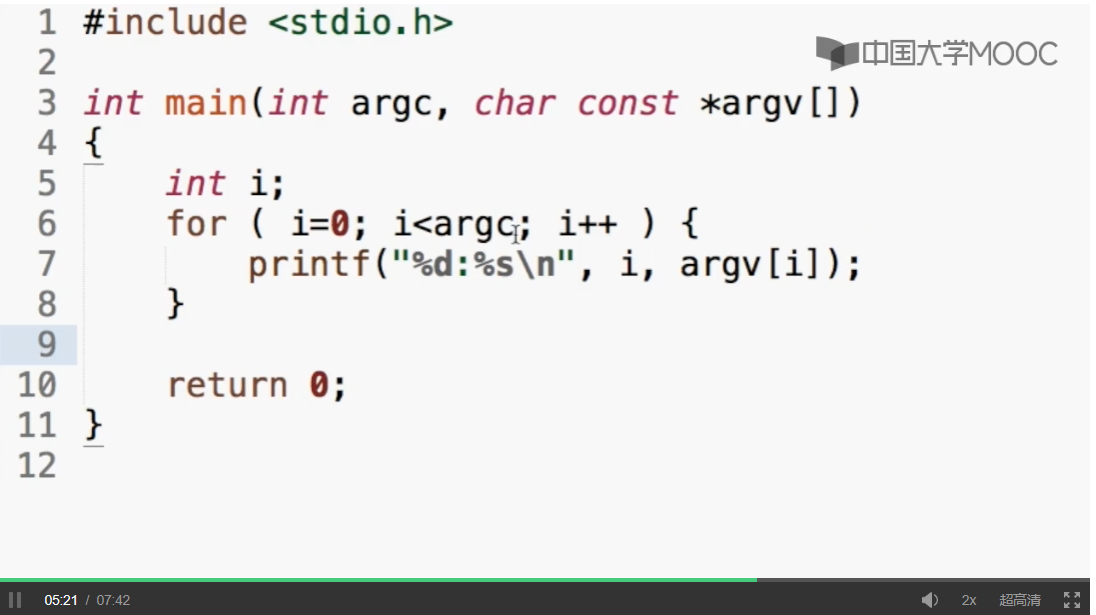 1 #include <stdio.h>
中国大学MOOC
2
3 int main(int argc, char const *argv[])
4 {
5 int i;
6 for ( i=0; i<argc; i++ ) {
7 printf("%d:%s\n", i, argv[i]);
8 }
9
10 return 0;
11 }
12
05:21 / 07:42 2x 超高清